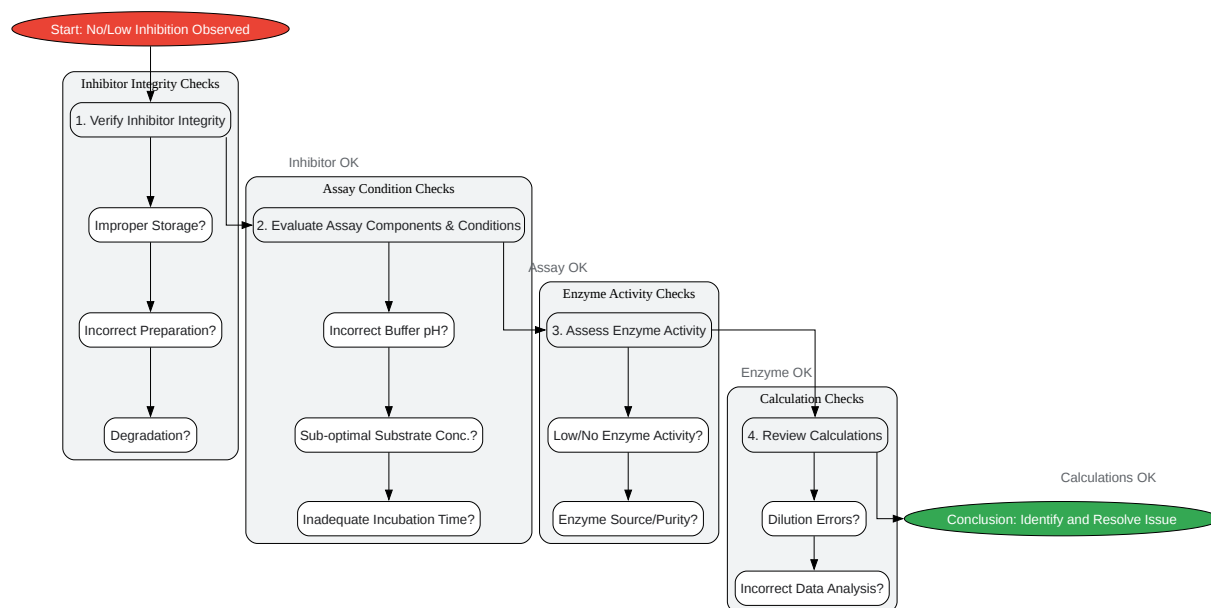 Start: No/Low Inhibition Observed
Inhibitor Integrity Checks
1. Verify Inhibitor Integrity
Improper Storage?
Incorrect Preparation?
Degradation?
Inhibitor OK
Assay Condition Checks
2. Evaluate Assay Components & Conditions
Incorrect Buffer pH?
Sub-optimal Substrate Conc.?
Inadequate Incubation Time?
Assay OK
Enzyme Activity Checks
3. Assess Enzyme Activity
Low/No Enzyme Activity?
Enzyme Source/Purity?
Enzyme OK
Calculation Checks
4. Review Calculations
Dilution Errors?
Incorrect Data Analysis?
Calculations OK
Conclusion: Identify and Resolve Issue